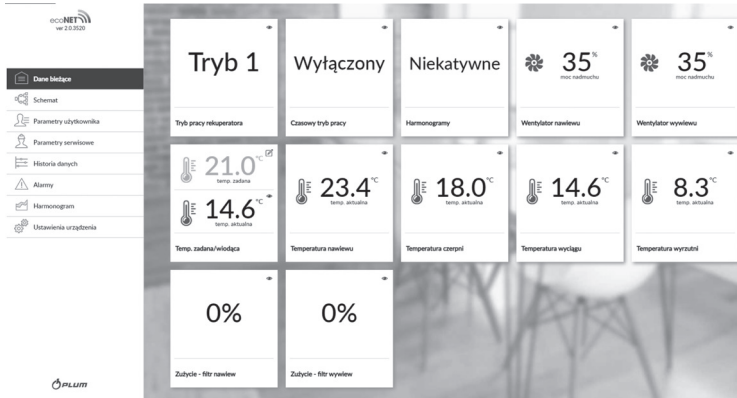 ecoNET
ver 2.0.3520
Dane bieżące
Schemat
Parametry użytkownika
Parametry serwisowe
Historia danych
Alarmy
Harmonogram
Ustawienia urządzenia
PLUM
Tryb 1
Tryb pracy rekuperatora
Wyłączony
Czasowy tryb pracy
Niekatywne
Harmonogramy
35%
moc nadmuchu
Wentylator nawiewu
35%
moc nadmuchu
Wentylator wywiewu
21.0°C
temp. zadana
14.6°C
temp. aktualna
Temp. zadana/wiodąca
23.4°C
temp. aktualna
Temperatura nawiewu
18.0°C
temp. aktualna
Temperatura czerpni
14.6°C
temp. aktualna
Temperatura wyciągu
8.3°C
temp. aktualna
Temperatura wyrzutni
0%
Zużycie - filtr nawiew
0%
Zużycie - filtr wywiew